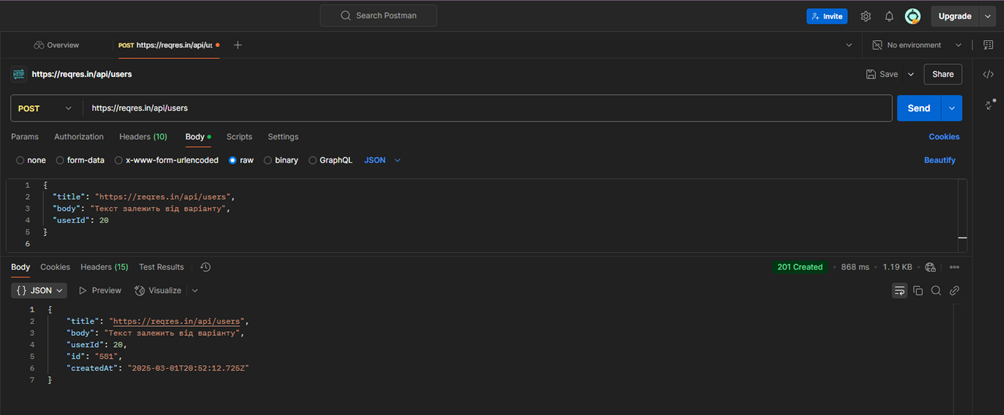 Search Postman
Invite
Upgrade
Overview
POST https://reqres.in/api/us
No environment
https://reqres.in/api/users
Save
Share
POST
https://reqres.in/api/users
Send
Params
Authorization
Headers (10)
Body
Scripts
Settings
Cookies
none
form-data
x-www-form-urlencoded
raw
binary
GraphQL
JSON
Beautify
1 {
2 "title": "https://reqres.in/api/users",
3 "body": "Текст залежить від варіанту",
4 "userId": 20
5 }
6
Body
Cookies
Headers (15)
Test Results
201 Created
868 ms
1.19 KB
{} JSON
Preview
Visualize
1 {
2 "title": "https://reqres.in/api/users",
3 "body": "Текст залежить від варіанту",
4 "userId": 20,
5 "id": "581",
6 "createdAt": "2025-03-01T20:52:12.725Z"
7 }